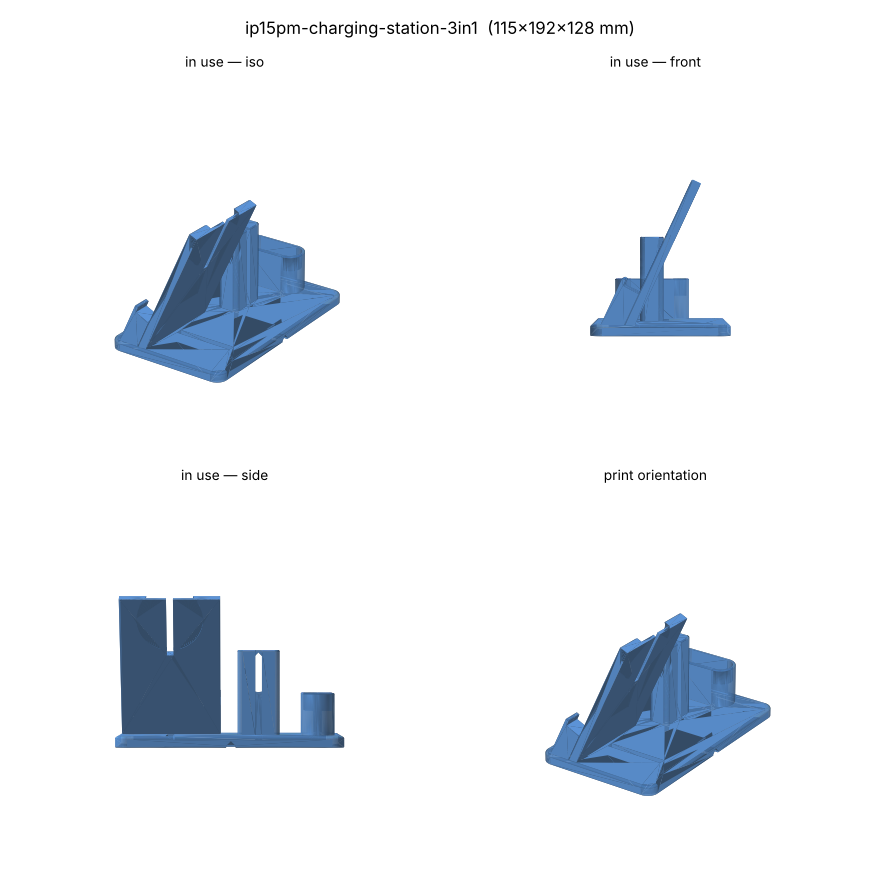 ip15pm-charging-station-3in1  (115×192×128 mm)
in use — iso
in use — front
in use — side
print orientation